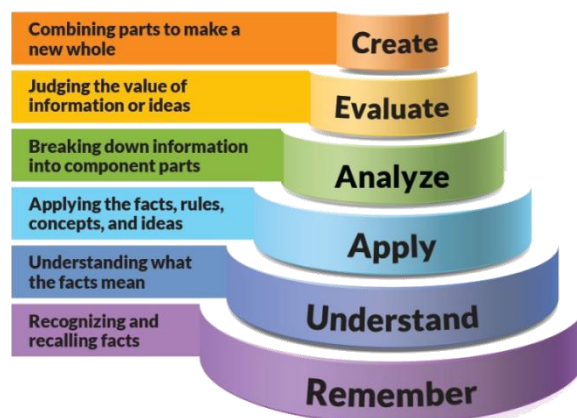 Combining parts to make a
new whole
Create
Judging the value of
information or ideas
Evaluate
Breaking down information
into component parts
Analyze
Applying the facts, rules,
concepts, and ideas
Apply
Understanding what
the facts mean
Understand
Recognizing and
recalling facts
Remember